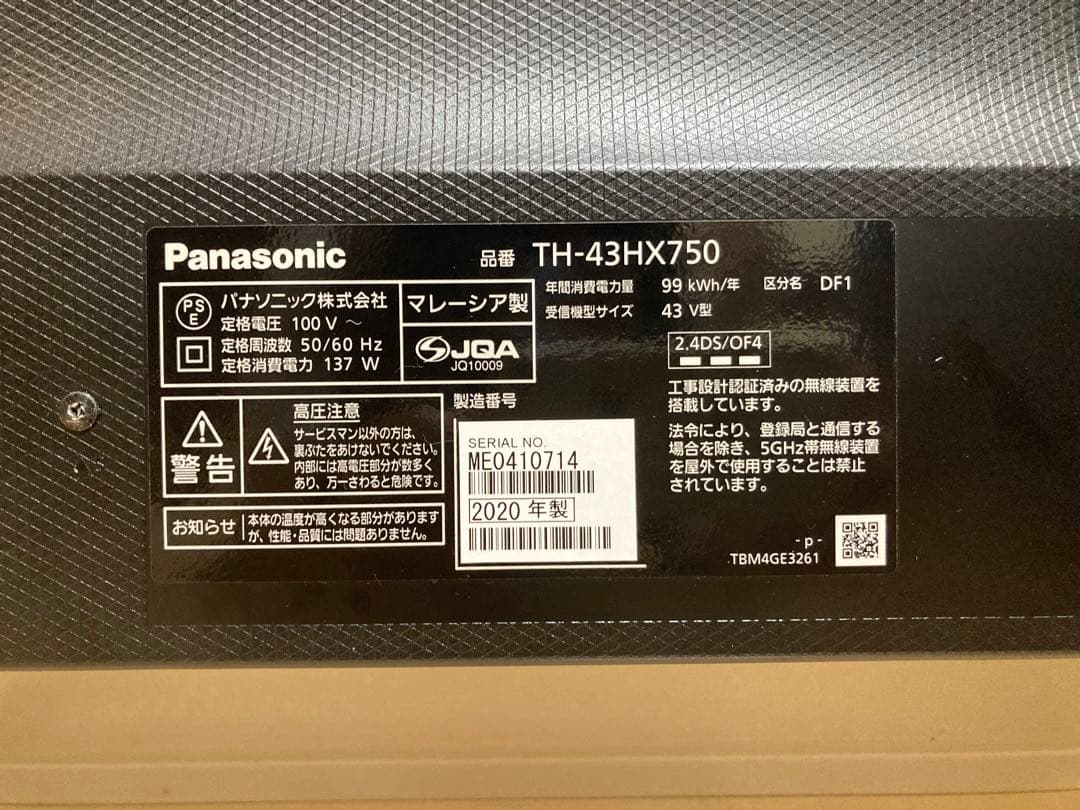 Panasonic
品番 TH-43HX750
PS
E
パナソニック株式会社
定格電圧 100 V ～
定格周波数 50/60 Hz
定格消費電力 137 W
マレーシア製
JQA
JQ10009
年間消費電力量 99 kWh/年 区分名 DF1
受信機型サイズ 43 V型
2.4DS/OF4
工事設計認証済みの無線装置を
搭載しています。
法令により、登録局と通信する
場合を除き、5GHz帯無線装置
を屋外で使用することは禁止
されています。
警告
高圧注意
サービスマン以外の方は、
裏ぶたをあけないでください。
内部には高電圧部分が数多く
あり、万一さわると危険です。
お知らせ
本体の温度が高くなる部分があります
が、性能・品質には問題ありません。
製造番号
SERIAL NO.
ME0410714
2020 年製
- p -
TBM4GE3261